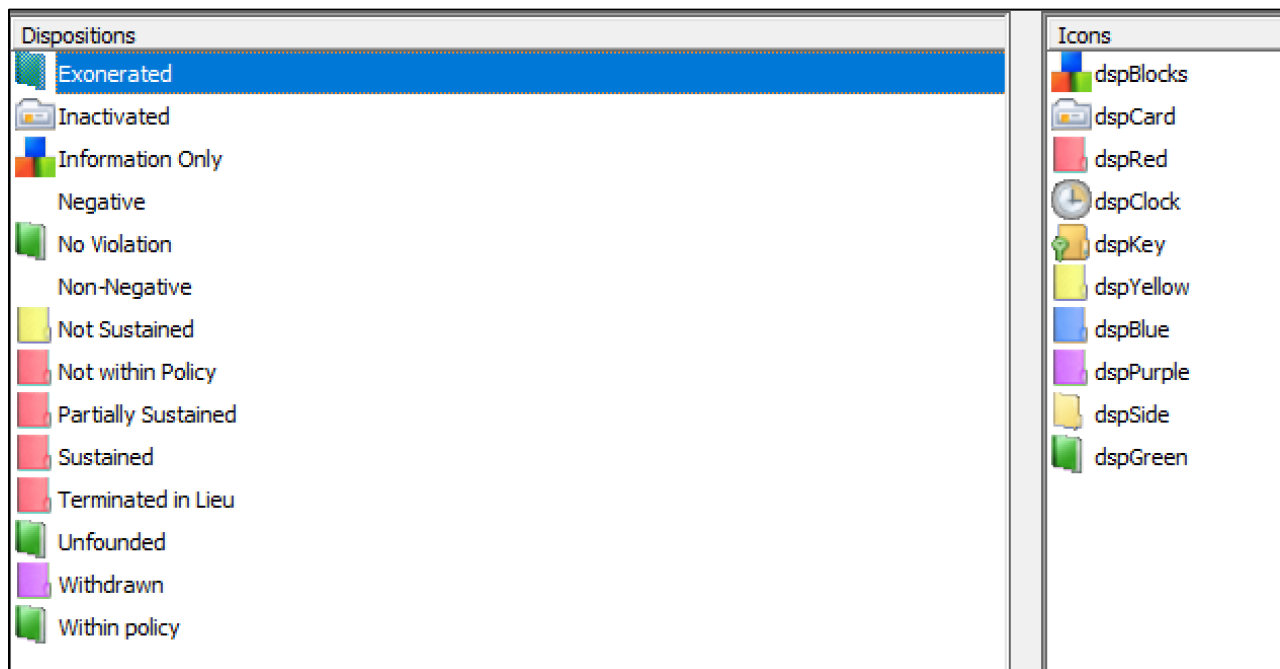 Dispositions
Exonerated
Inactivated
Information Only
Negative
No Violation
Non-Negative
Not Sustained
Not within Policy
Partially Sustained
Sustained
Terminated in Lieu
Unfounded
Withdrawn
Within policy
Icons
dspBlocks
dspCard
dspRed
dspClock
dspKey
dspYellow
dspBlue
dspPurple
dspSide
dspGreen